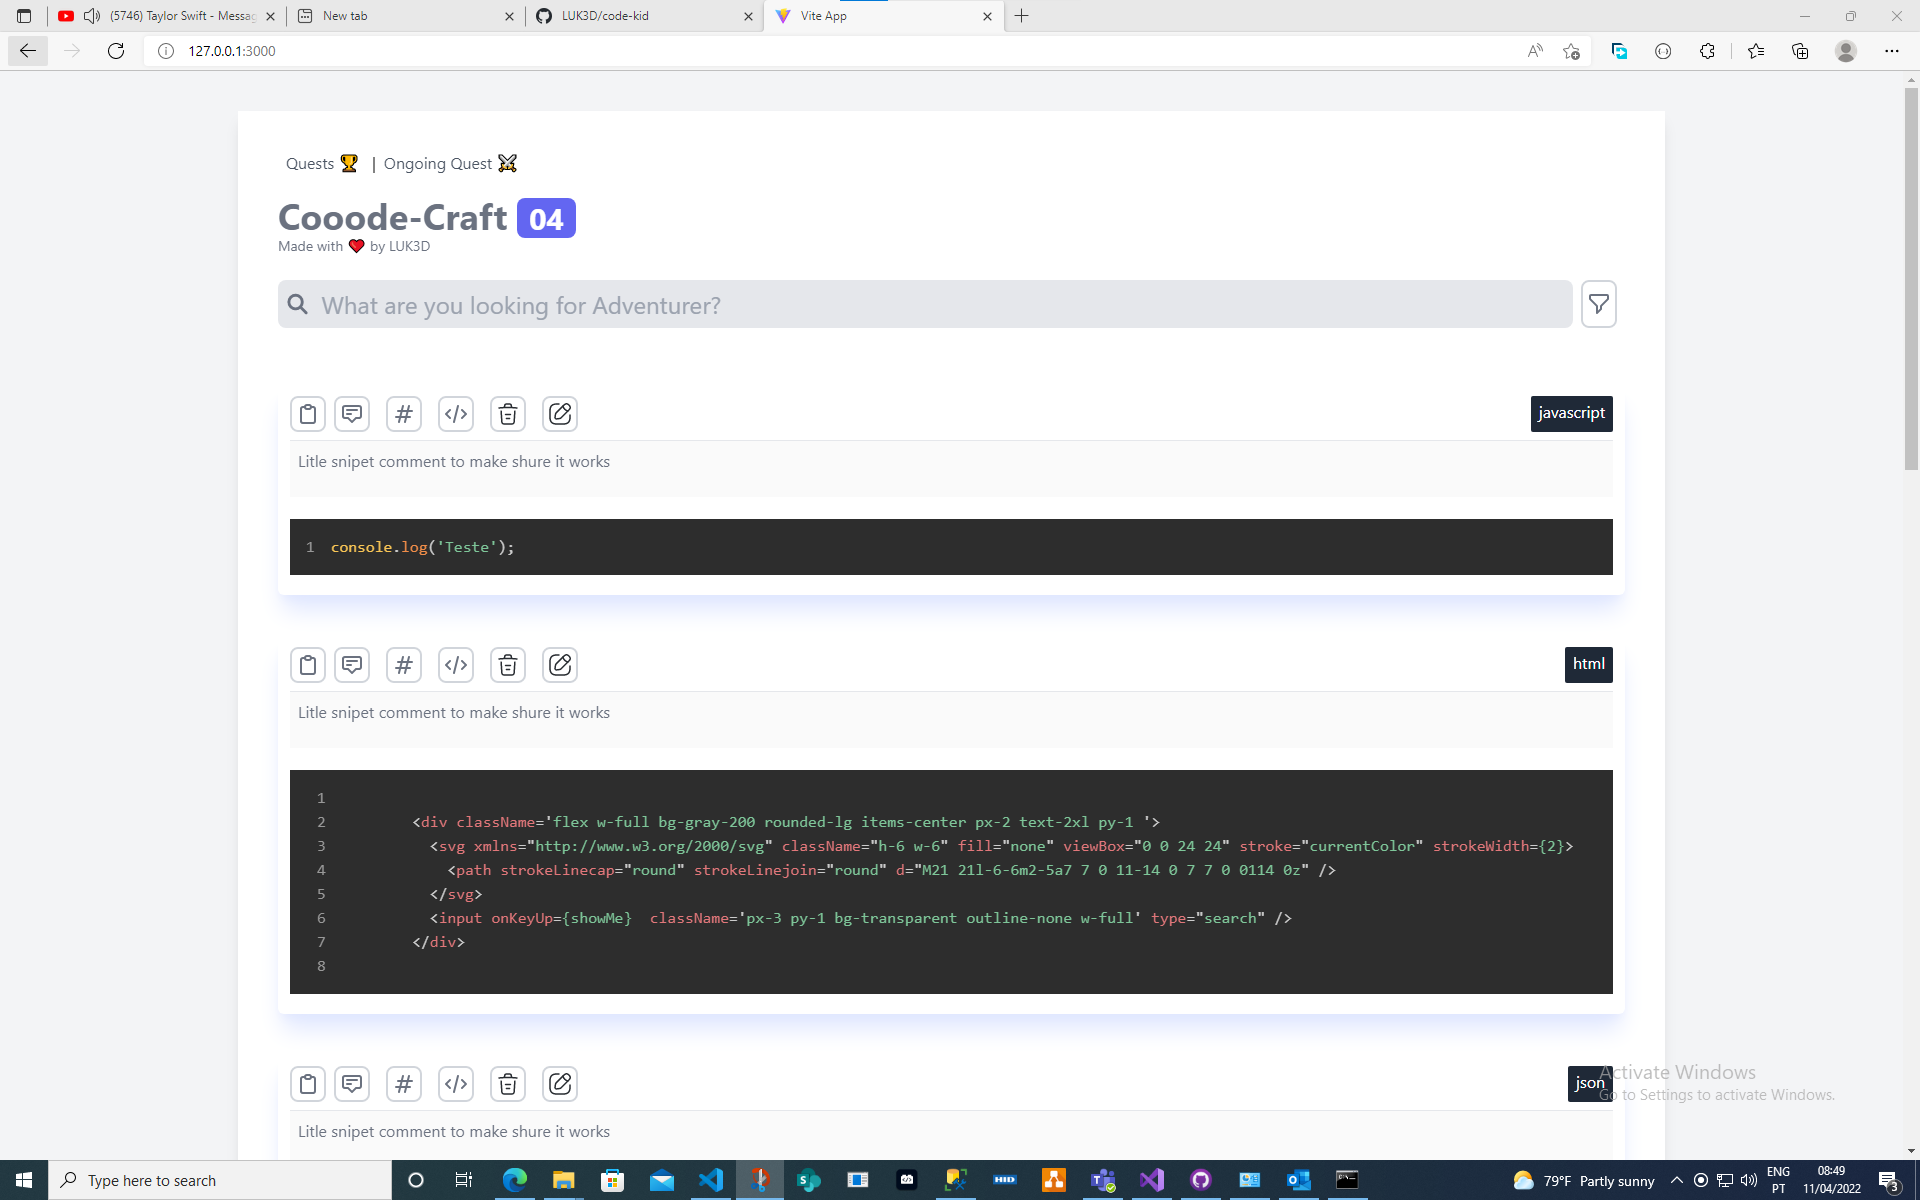 (5746) Taylor Swift - Messag
New tab
LUK3D/code-kid
Vite App
127.0.0.1:3000
Quests 🏆 | Ongoing Quest ⚔️
Cooode-Craft 04
Made with ❤️ by LUK3D
What are you looking for Adventurer?
javascript
Litle snipet comment to make shure it works
1 console.log('Teste');
html
Litle snipet comment to make shure it works
1
2 <div className='flex w-full bg-gray-200 rounded-lg items-center px-2 text-2xl py-1 '>
3 <svg xmlns="http://www.w3.org/2000/svg" className="h-6 w-6" fill="none" viewBox="0 0 24 24" stroke="currentColor" strokeWidth={2}>
4 <path strokeLinecap="round" strokeLinejoin="round" d="M21 21l-6-6m2-5a7 7 0 11-14 0 7 7 0 0114 0z" />
5 </svg>
6 <input onKeyUp={showMe}  className='px-3 py-1 bg-transparent outline-none w-full' type="search" />
7 </div>
8
json
Activate Windows
Go to Settings to activate Windows.
Litle snipet comment to make shure it works
Type here to search
HID
79°F Partly sunny
ENG
PT
08:49
11/04/2022
3